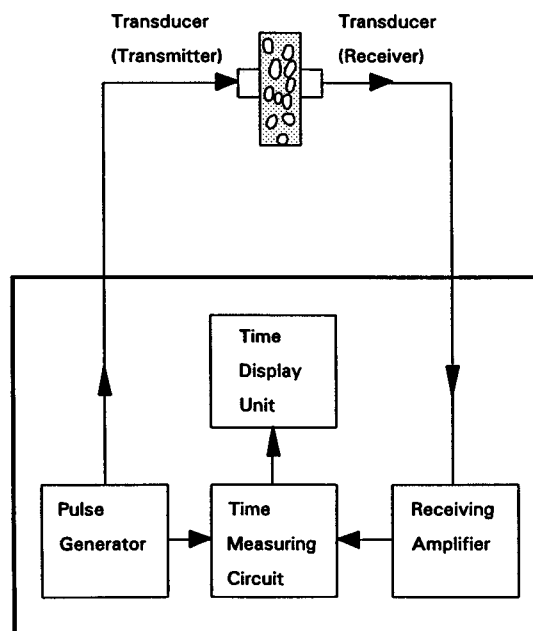 Transducer
(Transmitter)
Transducer
(Receiver)
Time
Display
Unit
Pulse
Generator
Time
Measuring
Circuit
Receiving
Amplifier